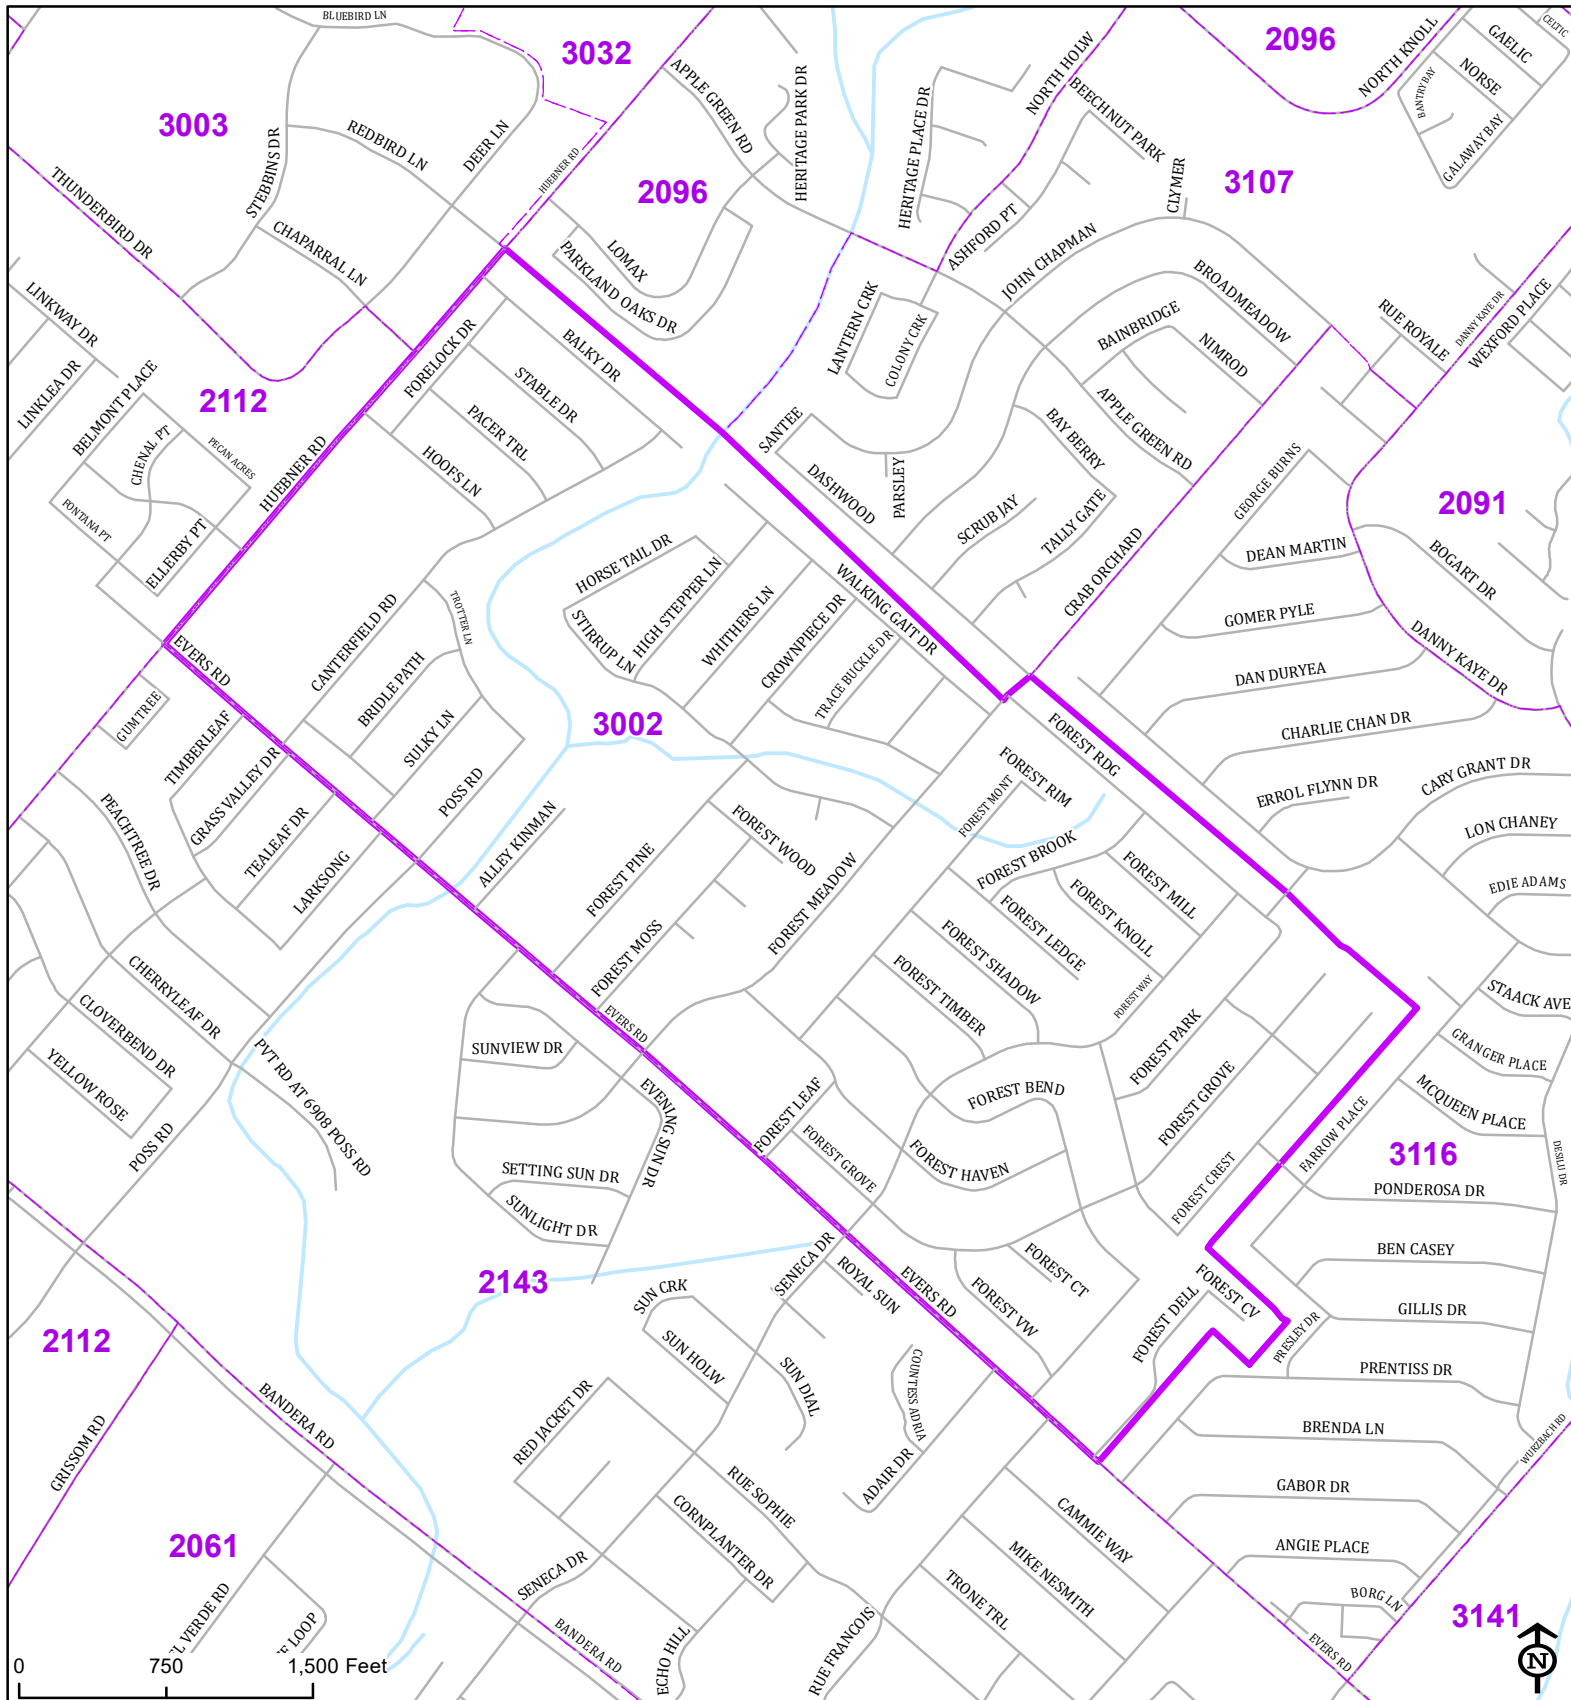 BLUEBIRD LN
3032
2096
NORTH KNOLL
GAELIC
CELTIC
NORSE
BANTRY BAY
GALAWAY BAY
3003
STEBBINS DR
REDBIRD LN
DEER LN
HUEBNER RD
APPLE GREEN RD
HERITAGE PARK DR
HERITAGE PLACE DR
NORTH HOLW
BEECHNUT PARK
CLYMER
3107
2096
THUNDERBIRD DR
CHAPARRAL LN
LOMAX
PARKLAND OAKS DR
ASHFORD PT
JOHN CHAPMAN
BROADMEADOW
LINKWAY DR
LINKLEA DR
BELMONT PLACE
2112
FORELOCK DR
BALKY DR
STABLE DR
PACER TRL
HOOFS LN
LANTERN CRK
COLONY CRK
BAINBRIDGE
NIMROD
RUE ROYALE
DANNY KAYE DR
WEXFORD PLACE
CHENAL PT
PECAN ACRES
HUEBNER RD
FONTANA PT
ELLERBY PT
SANTEE
DASHWOOD
PARSLEY
BAY BERRY
APPLE GREEN RD
SCRUB JAY
TALLY GATE
CRAB ORCHARD
GEORGE BURNS
2091
DEAN MARTIN
BOGART DR
GOMER PYLE
DANNY KAYE DR
DAN DURYEA
CHARLIE CHAN DR
ERROL FLYNN DR
CARY GRANT DR
LON CHANEY
EDIE ADAMS
EVERS RD
CANTERFIELD RD
TROTTER LN
HORSE TAIL DR
STIRRUP LN
HIGH STEPPER LN
WHITHERS LN
CROWNPIECE DR
TRACE BUCKLE DR
WALKING GAIT DR
BRIDLE PATH
SULKY LN
POSS RD
3002
GUM TREE
TIMBERLEAF
GRASS VALLEY DR
TEALEAF DR
LARKSONG
PEACHTREE DR
ALLEY KINMAN
FOREST PINE
FOREST WOOD
FOREST MOSS
FOREST MEADOW
FOREST MONT
FOREST RIM
FOREST RDG
FOREST BROOK
FOREST MILL
FOREST KNOLL
FOREST LEDGE
FOREST SHADOW
FOREST TIMBER
FOREST WAY
FOREST PARK
FOREST GROVE
STAACK AVE
GRANGER PLACE
MCQUEEN PLACE
FARROW PLACE
3116
DESILU DR
CHERRYLEAF DR
CLOVERBEND DR
YELLOW ROSE
POSS RD
PVT RD AT 6908 POSS RD
SUNVIEW DR
EVERS RD
EVENING SUN DR
FOREST LEAF
FOREST BEND
FOREST GROVE
FOREST HAVEN
FOREST CREST
PONDEROSA DR
SETTING SUN DR
SUNLIGHT DR
BEN CASEY
2143
SENECA DR
ROYAL SUN
EVERS RD
FOREST CT
FOREST VW
FOREST DELL
FOREST CV
GILLIS DR
PRESLEY DR
PRENTISS DR
SUN CRK
SUN HOLW
SUN DIAL
COUNTESS ADRIA
2112
BANDERA RD
GRISSOM RD
RED JACKET DR
RUE SOPHIE
ADAIR DR
BRENDA LN
WURZBACH RD
GABOR DR
CORNPLANTER DR
CAMMIE WAY
ANGIE PLACE
2061
SENECA DR
MIKE NESMITH
TRONE TRL
BORG LN
3141
EL VERDE RD
E LOOP
BANDERA RD
ECHO HILL
RUE FRANCOIS
EVERS RD
0 750 1,500 Feet
N